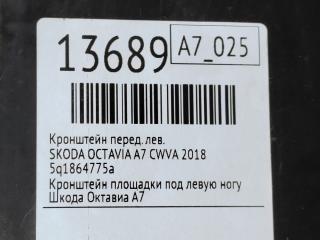 13689 A7_025
Кронштейн перед. лев.
SKODA OCTAVIA A7 CWVA 2018
5q1864775a
Кронштейн площадки под левую ногу
Шкода Октавиа А7